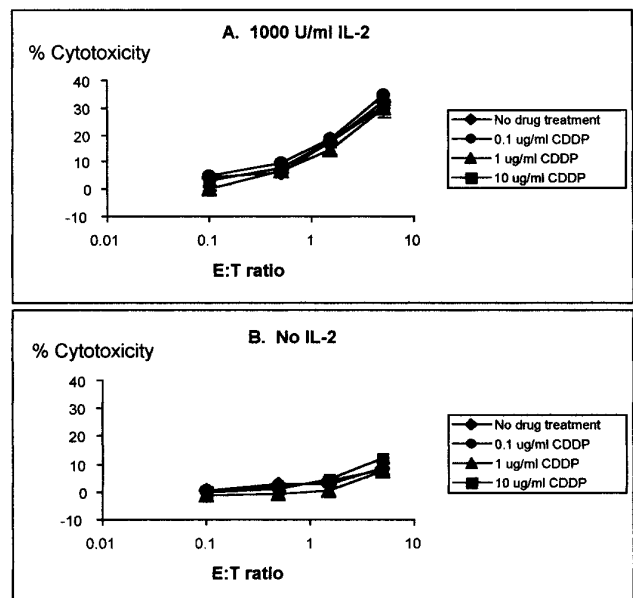 A. 1000 U/ml IL-2
% Cytotoxicity
40
30
20
10
0
-10
0.01 0.1 1 10
E:T ratio
No drug treatment
0.1 ug/ml CDDP
1 ug/ml CDDP
10 ug/ml CDDP
B. No IL-2
% Cytotoxicity
40
30
20
10
0
-10
0.01 0.1 1 10
E:T ratio
No drug treatment
0.1 ug/ml CDDP
1 ug/ml CDDP
10 ug/ml CDDP